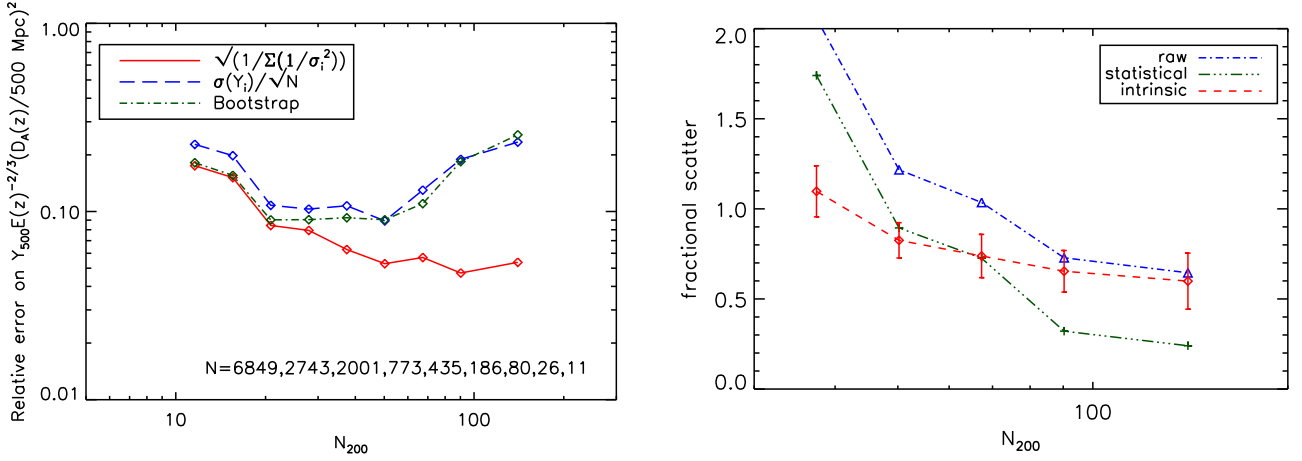 Relative error on Y₅₀₀E(z)⁻²/³(D_A(z)/500 Mpc)²
1.00
0.10
0.01
√(1/Σ(1/σᵢ²))
σ(Yᵢ)/√N
Bootstrap
N=6849,2743,2001,773,435,186,80,26,11
10
100
N₂₀₀
fractional scatter
2.0
1.5
1.0
0.5
0.0
raw
statistical
intrinsic
100
N₂₀₀